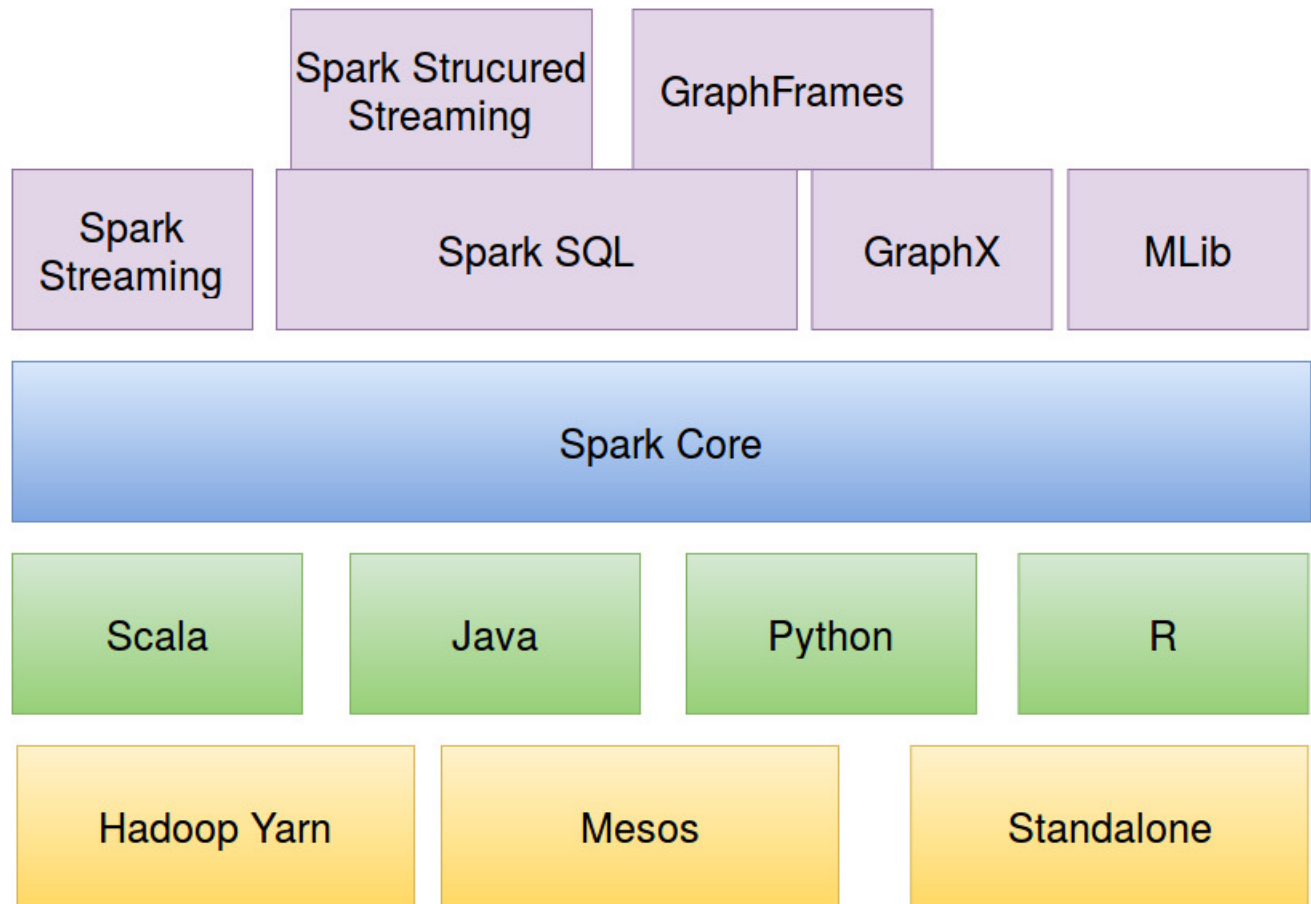 Spark Strucured
Streaming
GraphFrames
Spark
Streaming
Spark SQL
GraphX
MLib
Spark Core
Scala
Java
Python
R
Hadoop Yarn
Mesos
Standalone